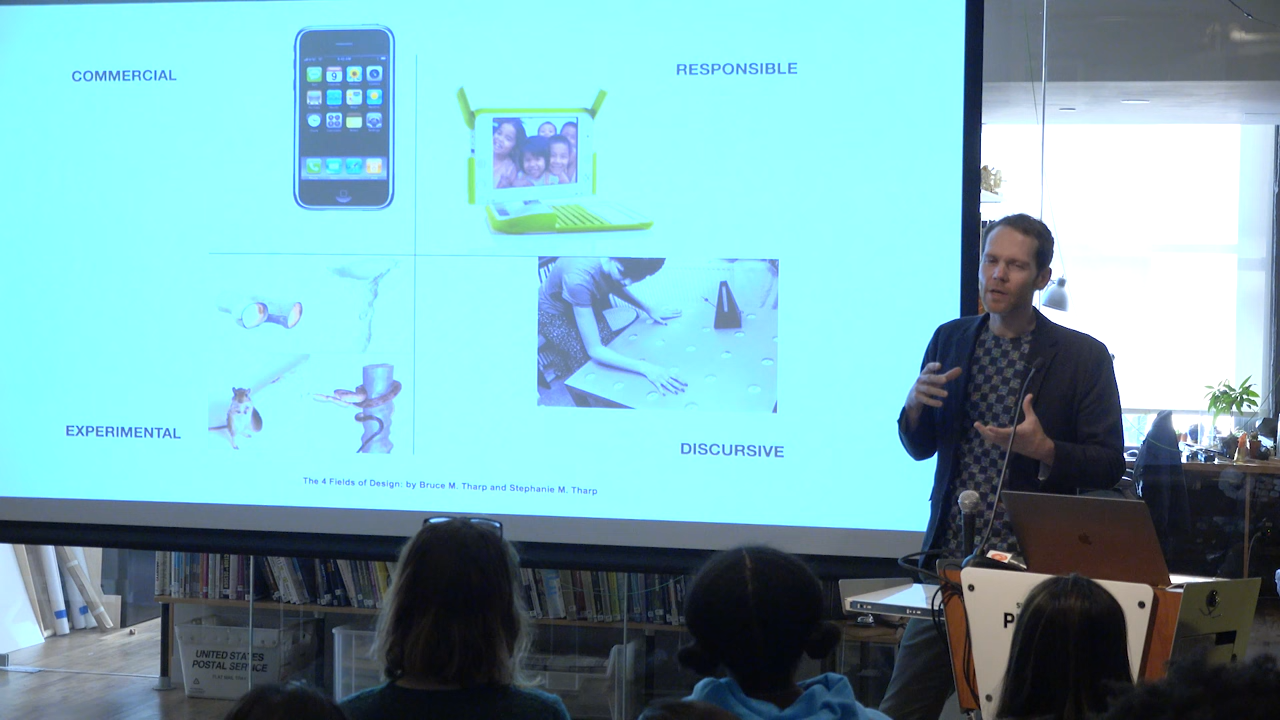 COMMERCIAL
RESPONSIBLE
EXPERIMENTAL
DISCURSIVE
The 4 Fields of Design: by Bruce M. Tharp and Stephanie M. Tharp
UNITED STATES
POSTAL SERVICE